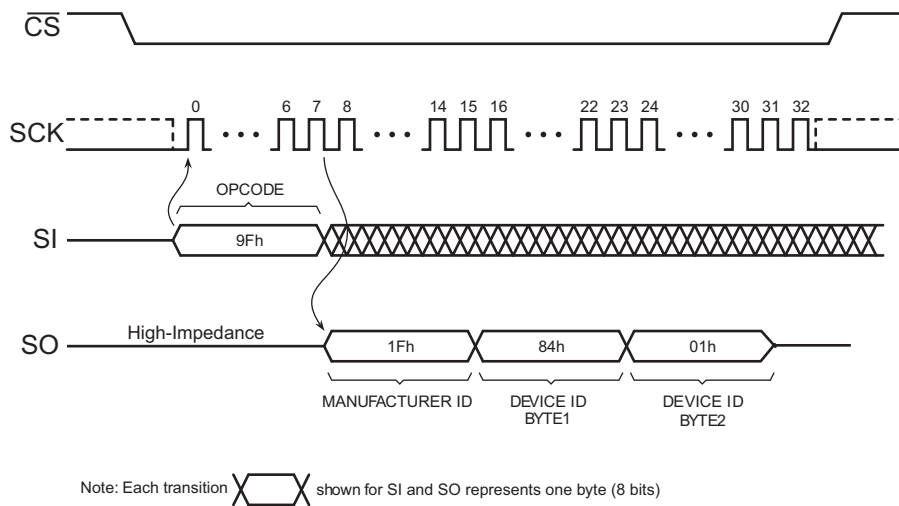 CS
0 6 7 8 14 15 16 22 23 24 30 31 32
SCK
OPCODE
SI 9Fh
High-Impedance
SO 1Fh 84h 01h
MANUFACTURER ID DEVICE ID DEVICE ID
BYTE1 BYTE2
Note: Each transition shown for SI and SO represents one byte (8 bits)